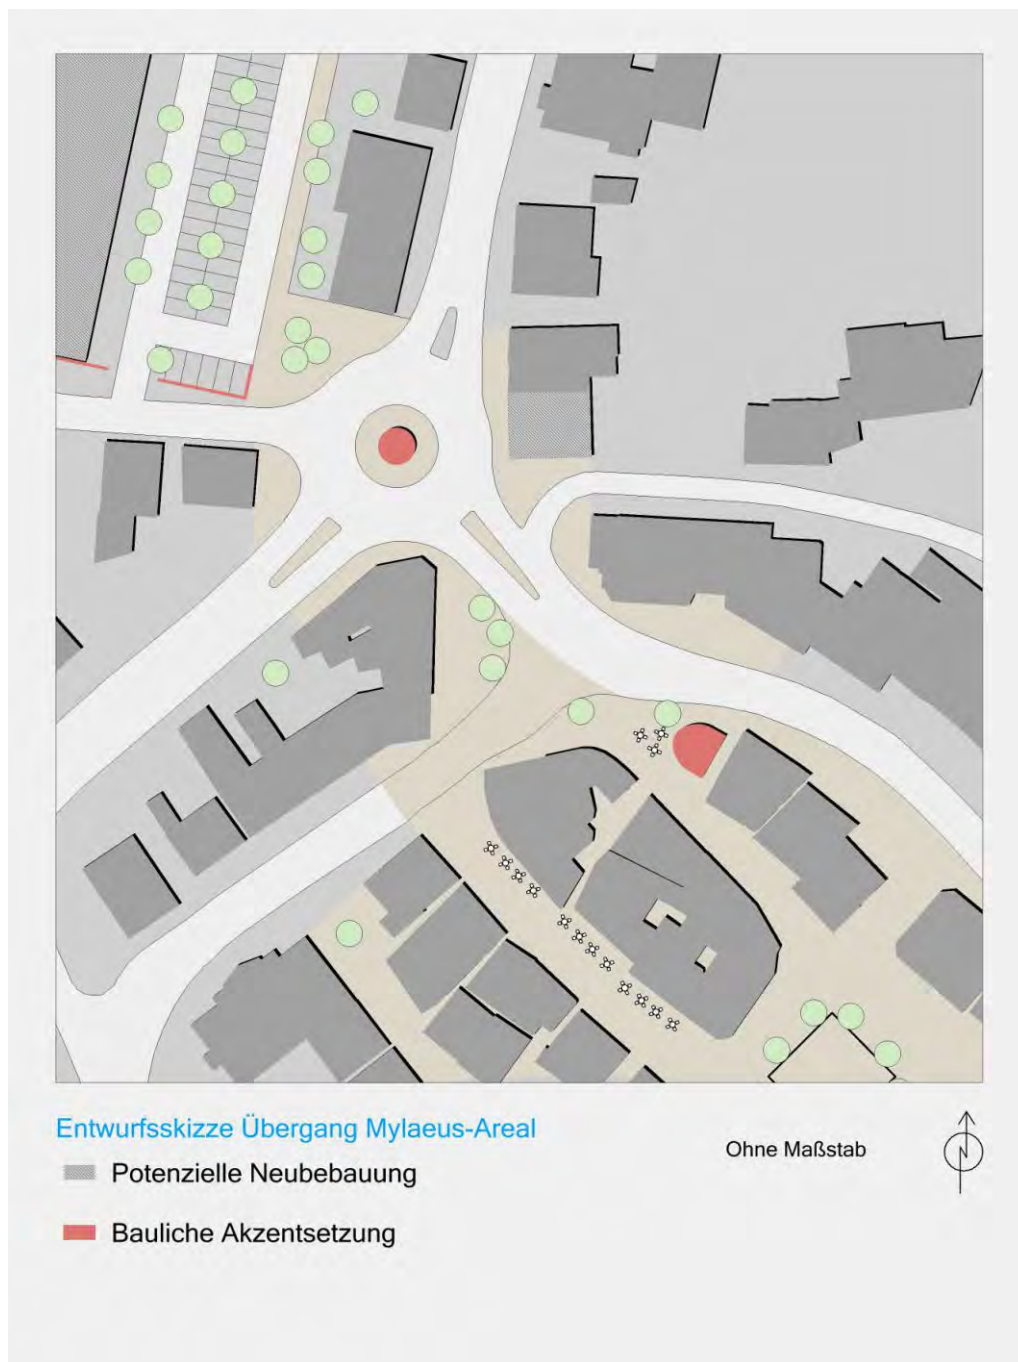 Entwurfsskizze Übergang Mylaeus-Areal
Ohne Maßstab
Potenzielle Neubebauung
Bauliche Akzentsetzung
N